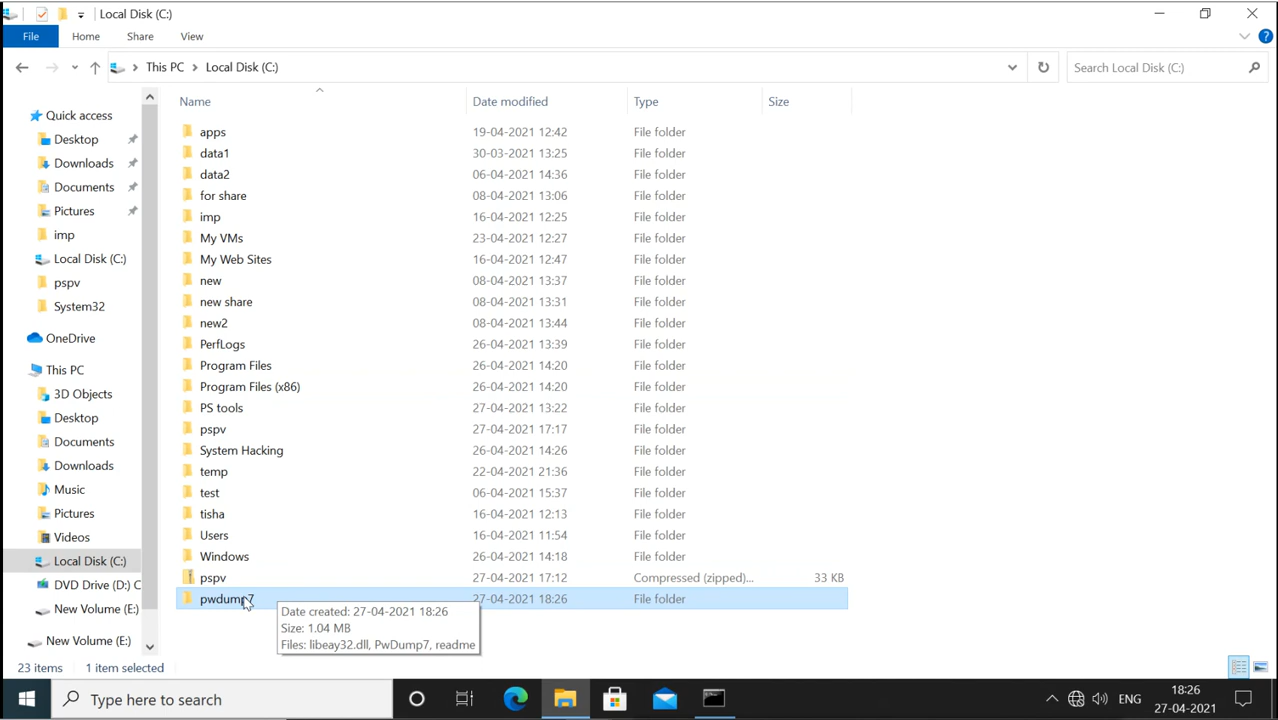 Local Disk (C:)
File Home Share View
This PC Local Disk (C:)
Search Local Disk (C:)
Name Date modified Type Size
Quick access
Desktop
Downloads
Documents
Pictures
imp
Local Disk (C:)
pspv
System32
OneDrive
This PC
3D Objects
Desktop
Documents
Downloads
Music
Pictures
Videos
Local Disk (C:)
DVD Drive (D:) C
New Volume (E:)
New Volume (E:)
apps 19-04-2021 12:42 File folder
data1 30-03-2021 13:25 File folder
data2 06-04-2021 14:36 File folder
for share 08-04-2021 13:06 File folder
imp 16-04-2021 12:25 File folder
My VMs 23-04-2021 12:27 File folder
My Web Sites 16-04-2021 12:47 File folder
new 08-04-2021 13:37 File folder
new share 08-04-2021 13:31 File folder
new2 08-04-2021 13:44 File folder
PerfLogs 26-04-2021 13:39 File folder
Program Files 26-04-2021 14:20 File folder
Program Files (x86) 26-04-2021 14:20 File folder
PS tools 27-04-2021 13:22 File folder
pspv 27-04-2021 17:17 File folder
System Hacking 26-04-2021 14:26 File folder
temp 22-04-2021 21:36 File folder
test 06-04-2021 15:37 File folder
tisha 16-04-2021 12:13 File folder
Users 16-04-2021 11:54 File folder
Windows 26-04-2021 14:18 File folder
pspv 27-04-2021 17:12 Compressed (zipped)... 33 KB
pwdump7 27-04-2021 18:26 File folder
Date created: 27-04-2021 18:26
Size: 1.04 MB
Files: libeay32.dll, PwDump7, readme
23 items 1 item selected
Type here to search
ENG
18:26
27-04-2021